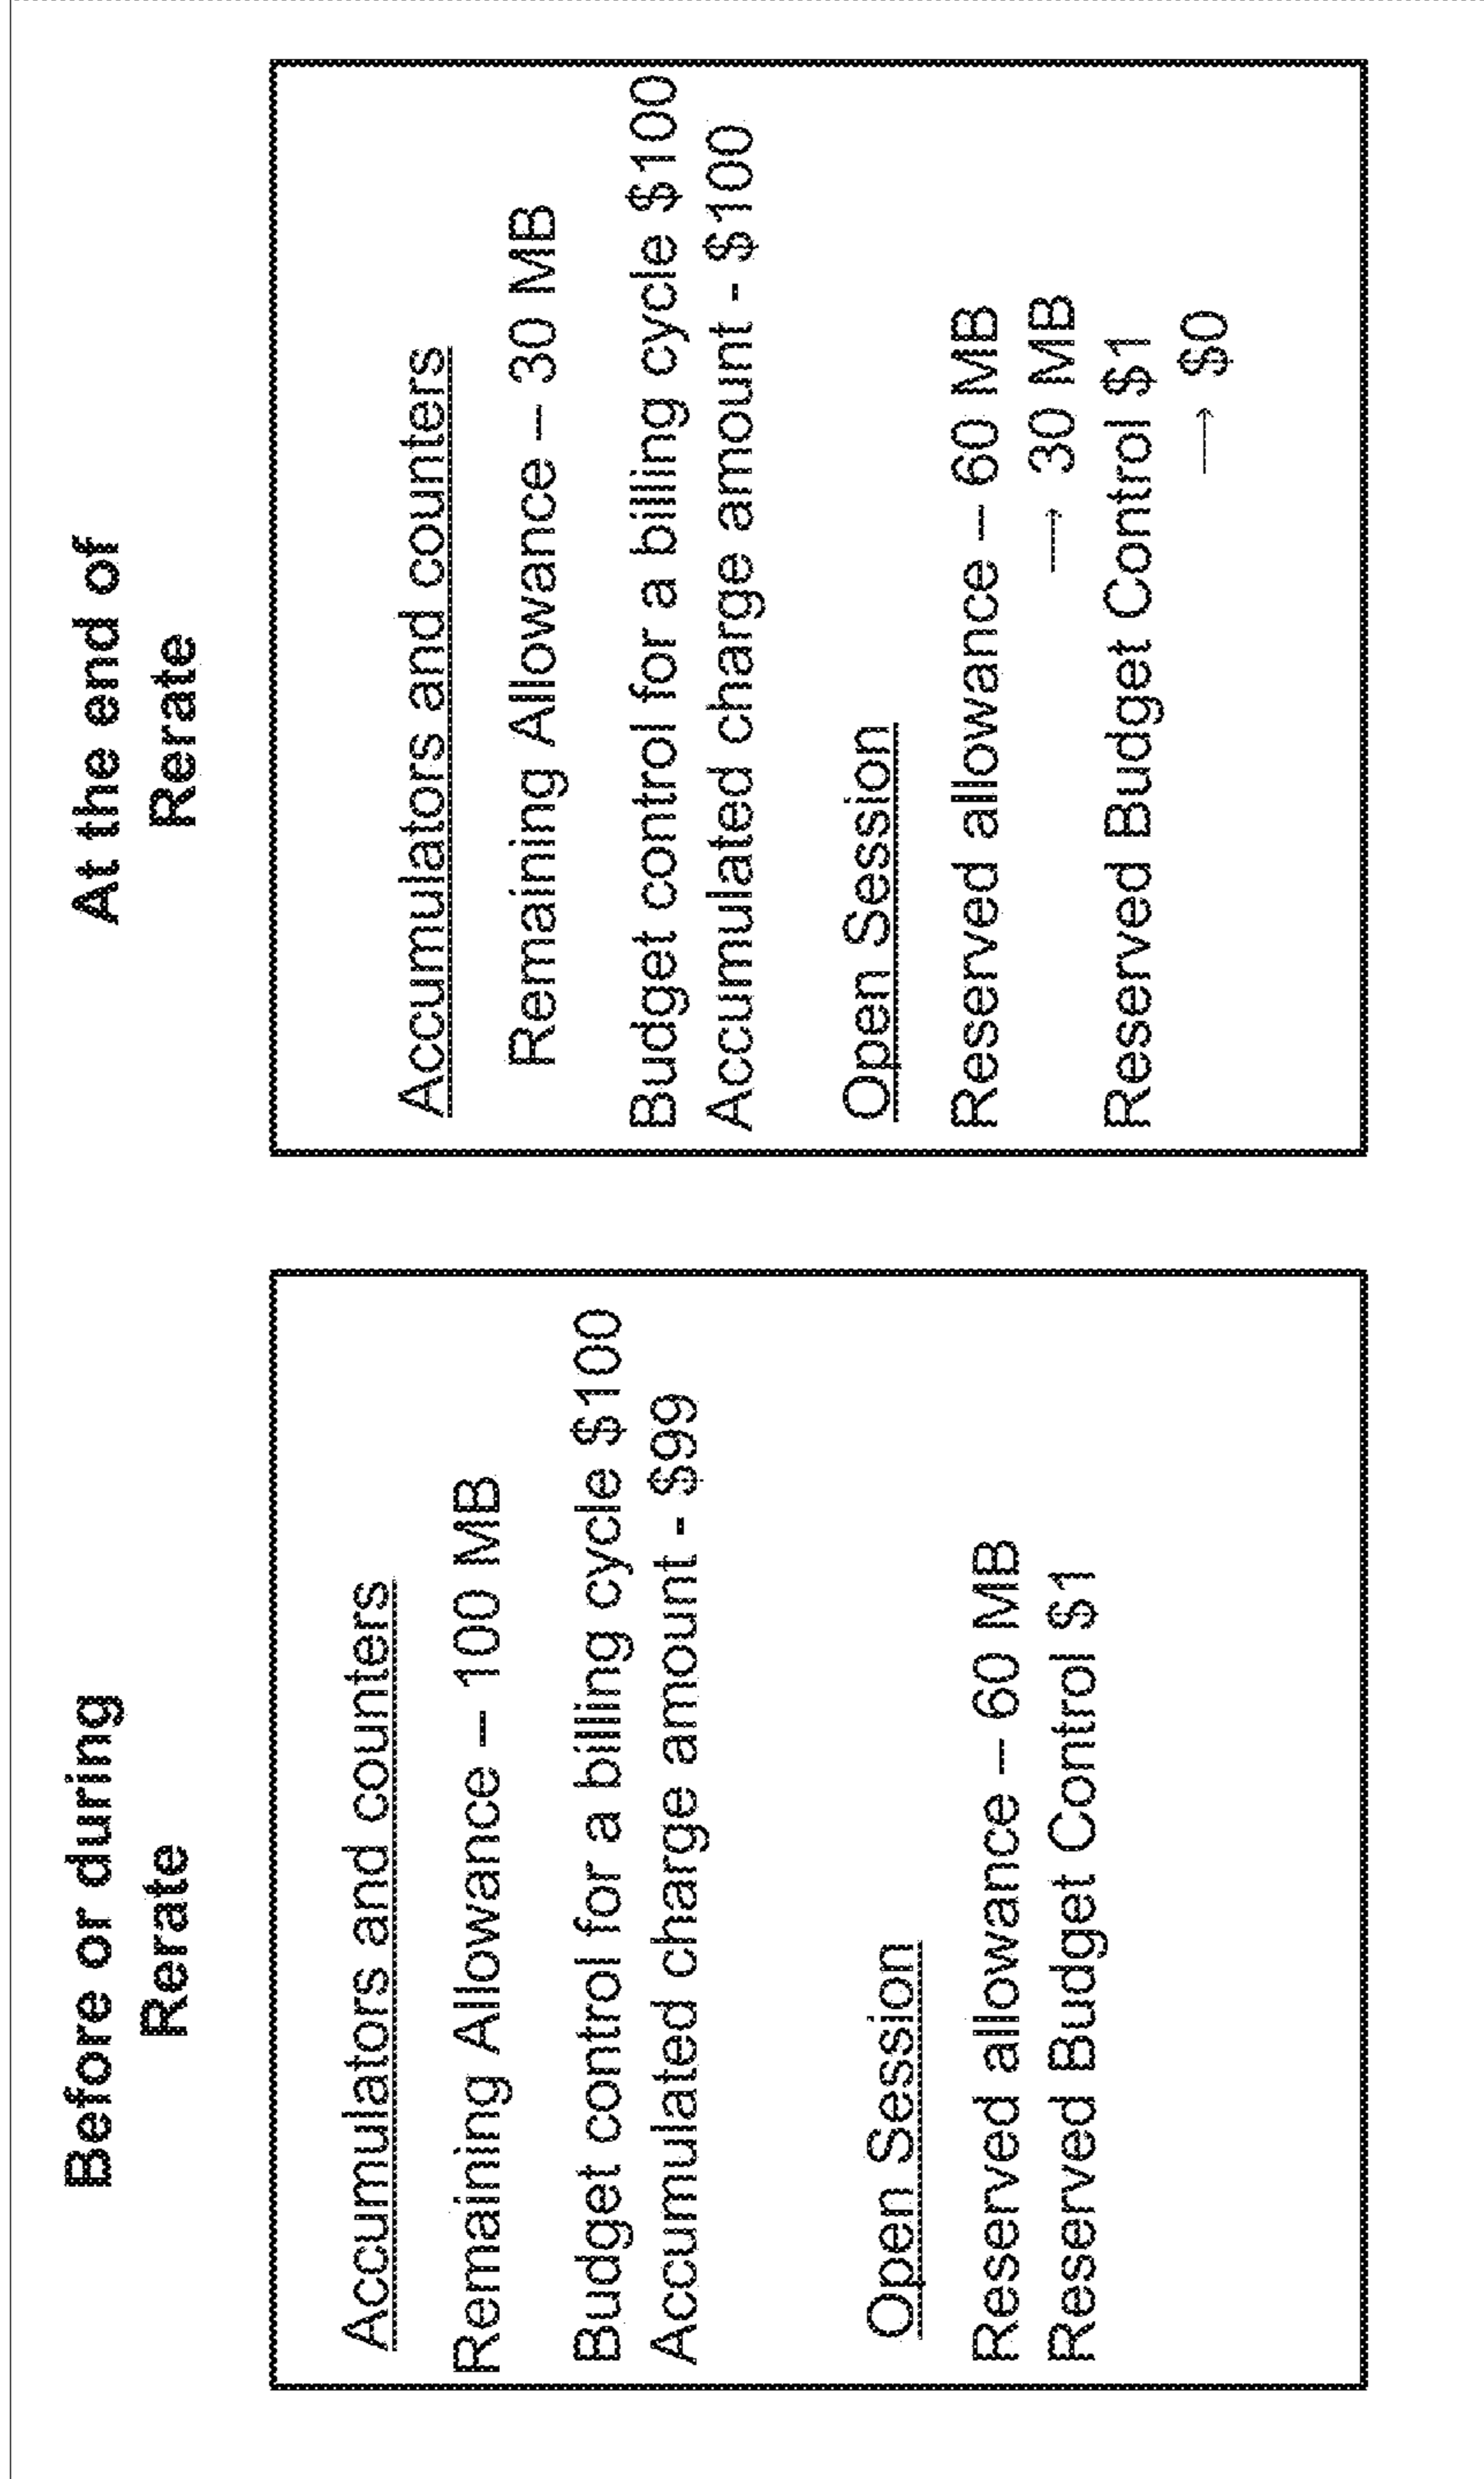 Before or during
Rerate
Accumulators and counters
Remaining Allowance – 100 MB
Budget control for a billing cycle $100
Accumulated charge amount - $99
Open Session
Reserved allowance – 60 MB
Reserved Budget Control $1
At the end of
Rerate
Accumulators and counters
Remaining Allowance – 30 MB
Budget control for a billing cycle $100
Accumulated charge amount - $100
Open Session
Reserved allowance – 60 MB
→ 30 MB
Reserved Budget Control $1
→ $0